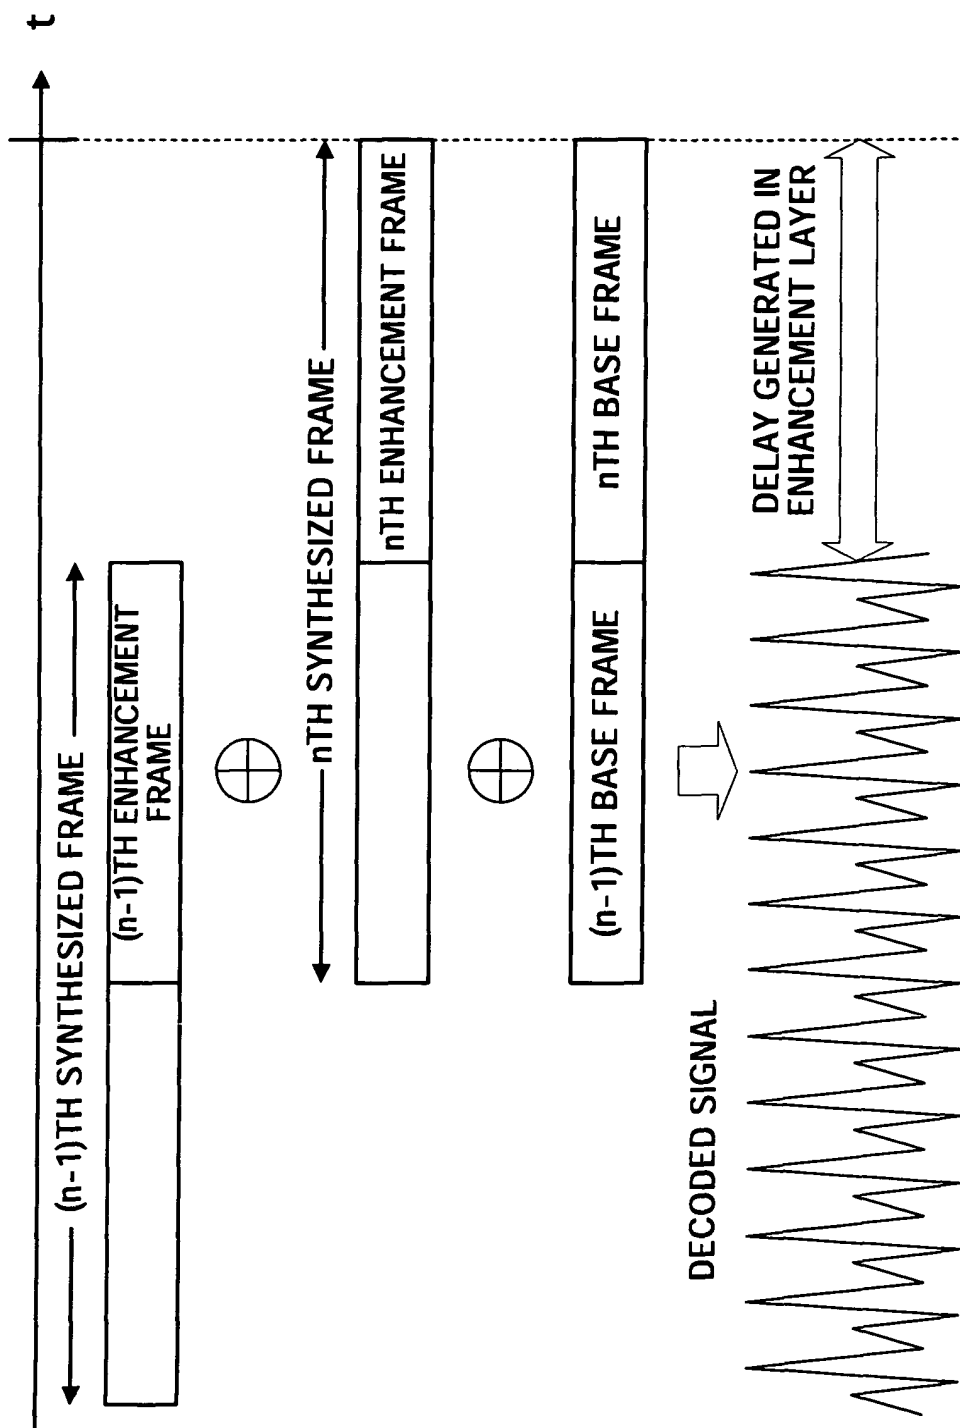 t
(n-1)TH SYNTHESIZED FRAME
(n-1)TH ENHANCEMENT
FRAME
nTH SYNTHESIZED FRAME
nTH ENHANCEMENT FRAME
(n-1)TH BASE FRAME
nTH BASE FRAME
DECODED SIGNAL
DELAY GENERATED IN
ENHANCEMENT LAYER